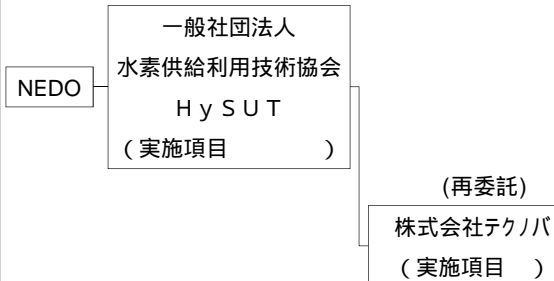 一般社団法人
水素供給利用技術協会
NEDO
ＨｙＳＵＴ
（実施項目　　　　）
(再委託)
株式会社テクノバ
（実施項目　）